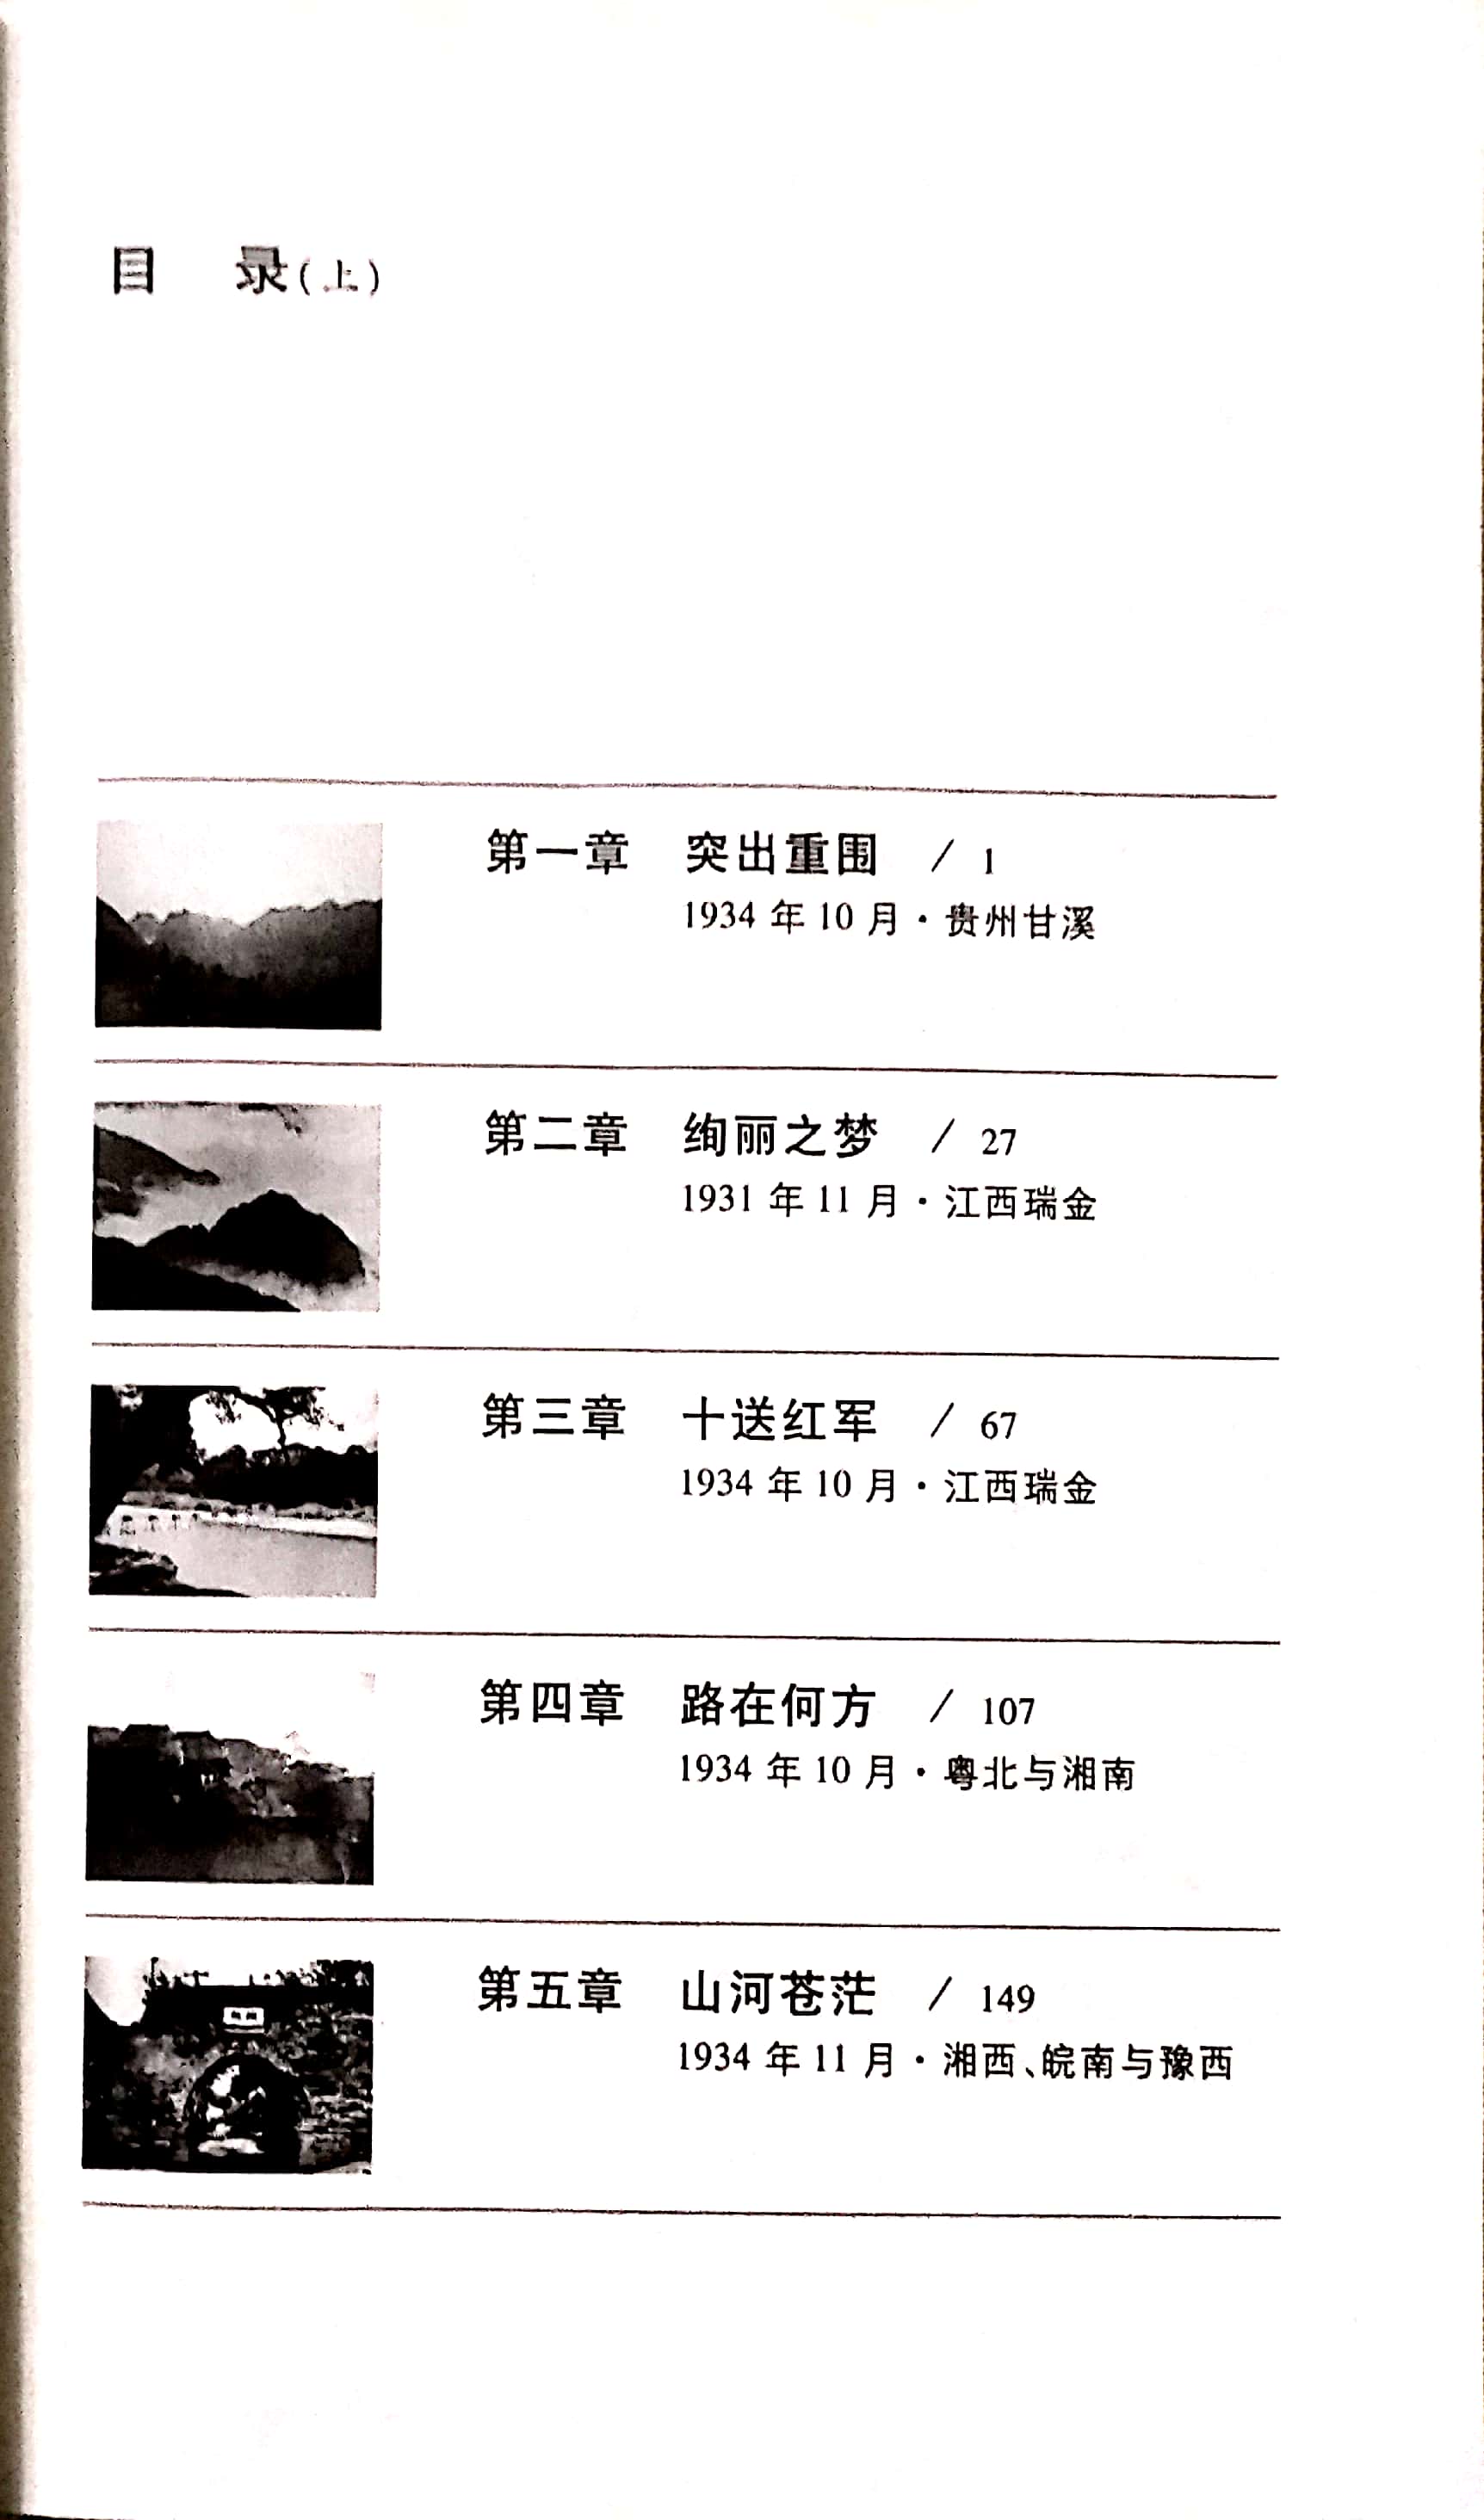 目 录(上)
第一章 突出重围 / 1
1934 年 10 月·贵州甘溪
第二章 绚丽之梦 / 27
1931 年 11 月·江西瑞金
第三章 十送红军 / 67
1934 年 10 月·江西瑞金
第四章 路在何方 / 107
1934 年 10 月·粤北与湘南
第五章 山河苍茫 / 149
1934 年 11 月·湘西、皖南与豫西